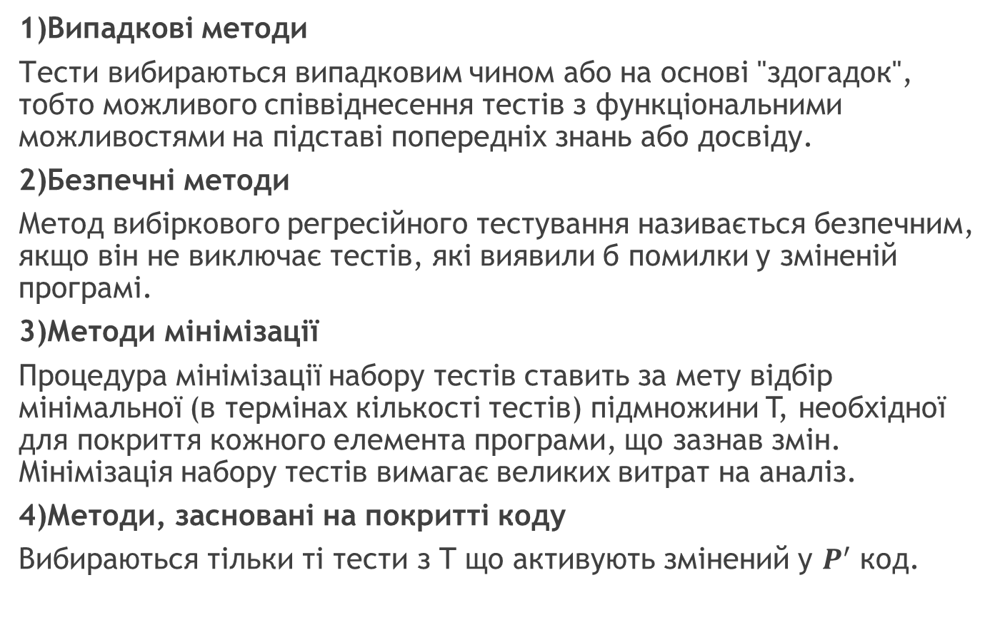 1)Випадкові методи
Тести вибираються випадковим чином або на основі "здогадок",
тобто можливого співвіднесення тестів з функціональними
можливостями на підставі попередніх знань або досвіду.
2)Безпечні методи
Метод вибіркового регресійного тестування називається безпечним,
якщо він не виключає тестів, які виявили б помилки у зміненій
програмі.
3)Методи мінімізації
Процедура мінімізації набору тестів ставить за мету відбір
мінімальної (в термінах кількості тестів) підмножини Т, необхідної
для покриття кожного елемента програми, що зазнав змін.
Мінімізація набору тестів вимагає великих витрат на аналіз.
4)Методи, засновані на покритті коду
Вибираються тільки ті тести з Т що активують змінений у P′ код.